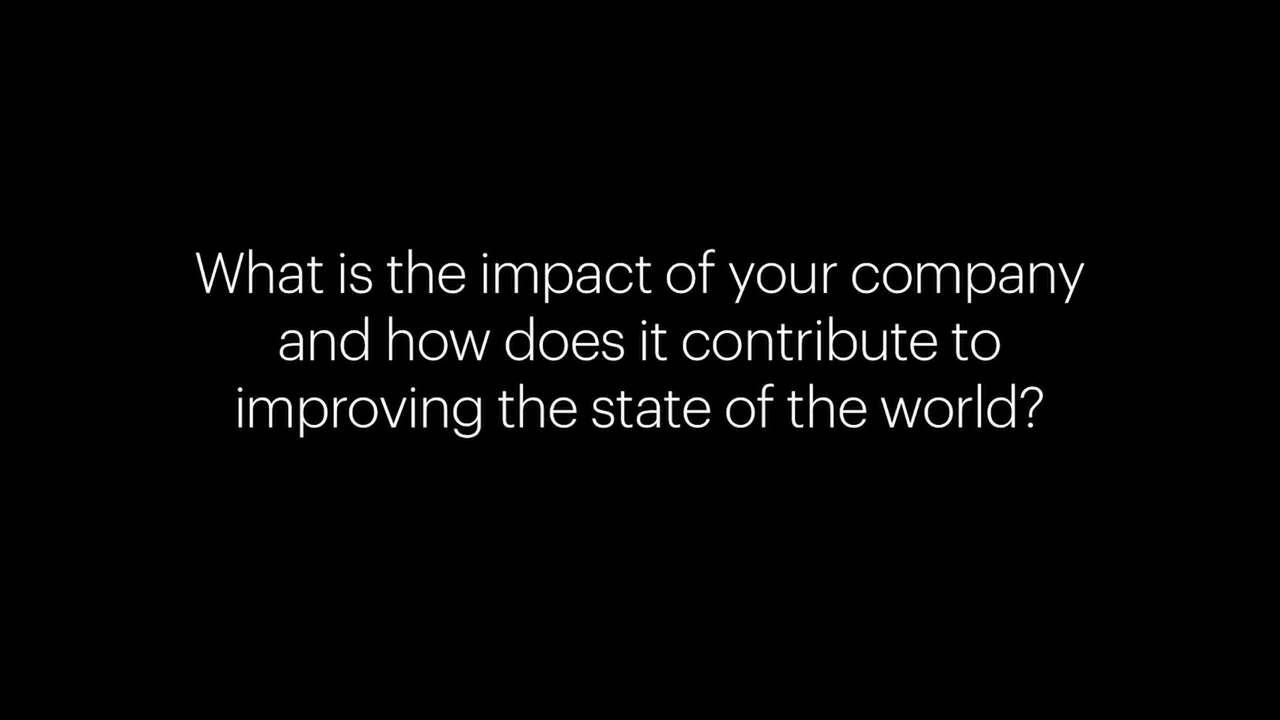 What is the impact of your company
and how does it contribute to
improving the state of the world?